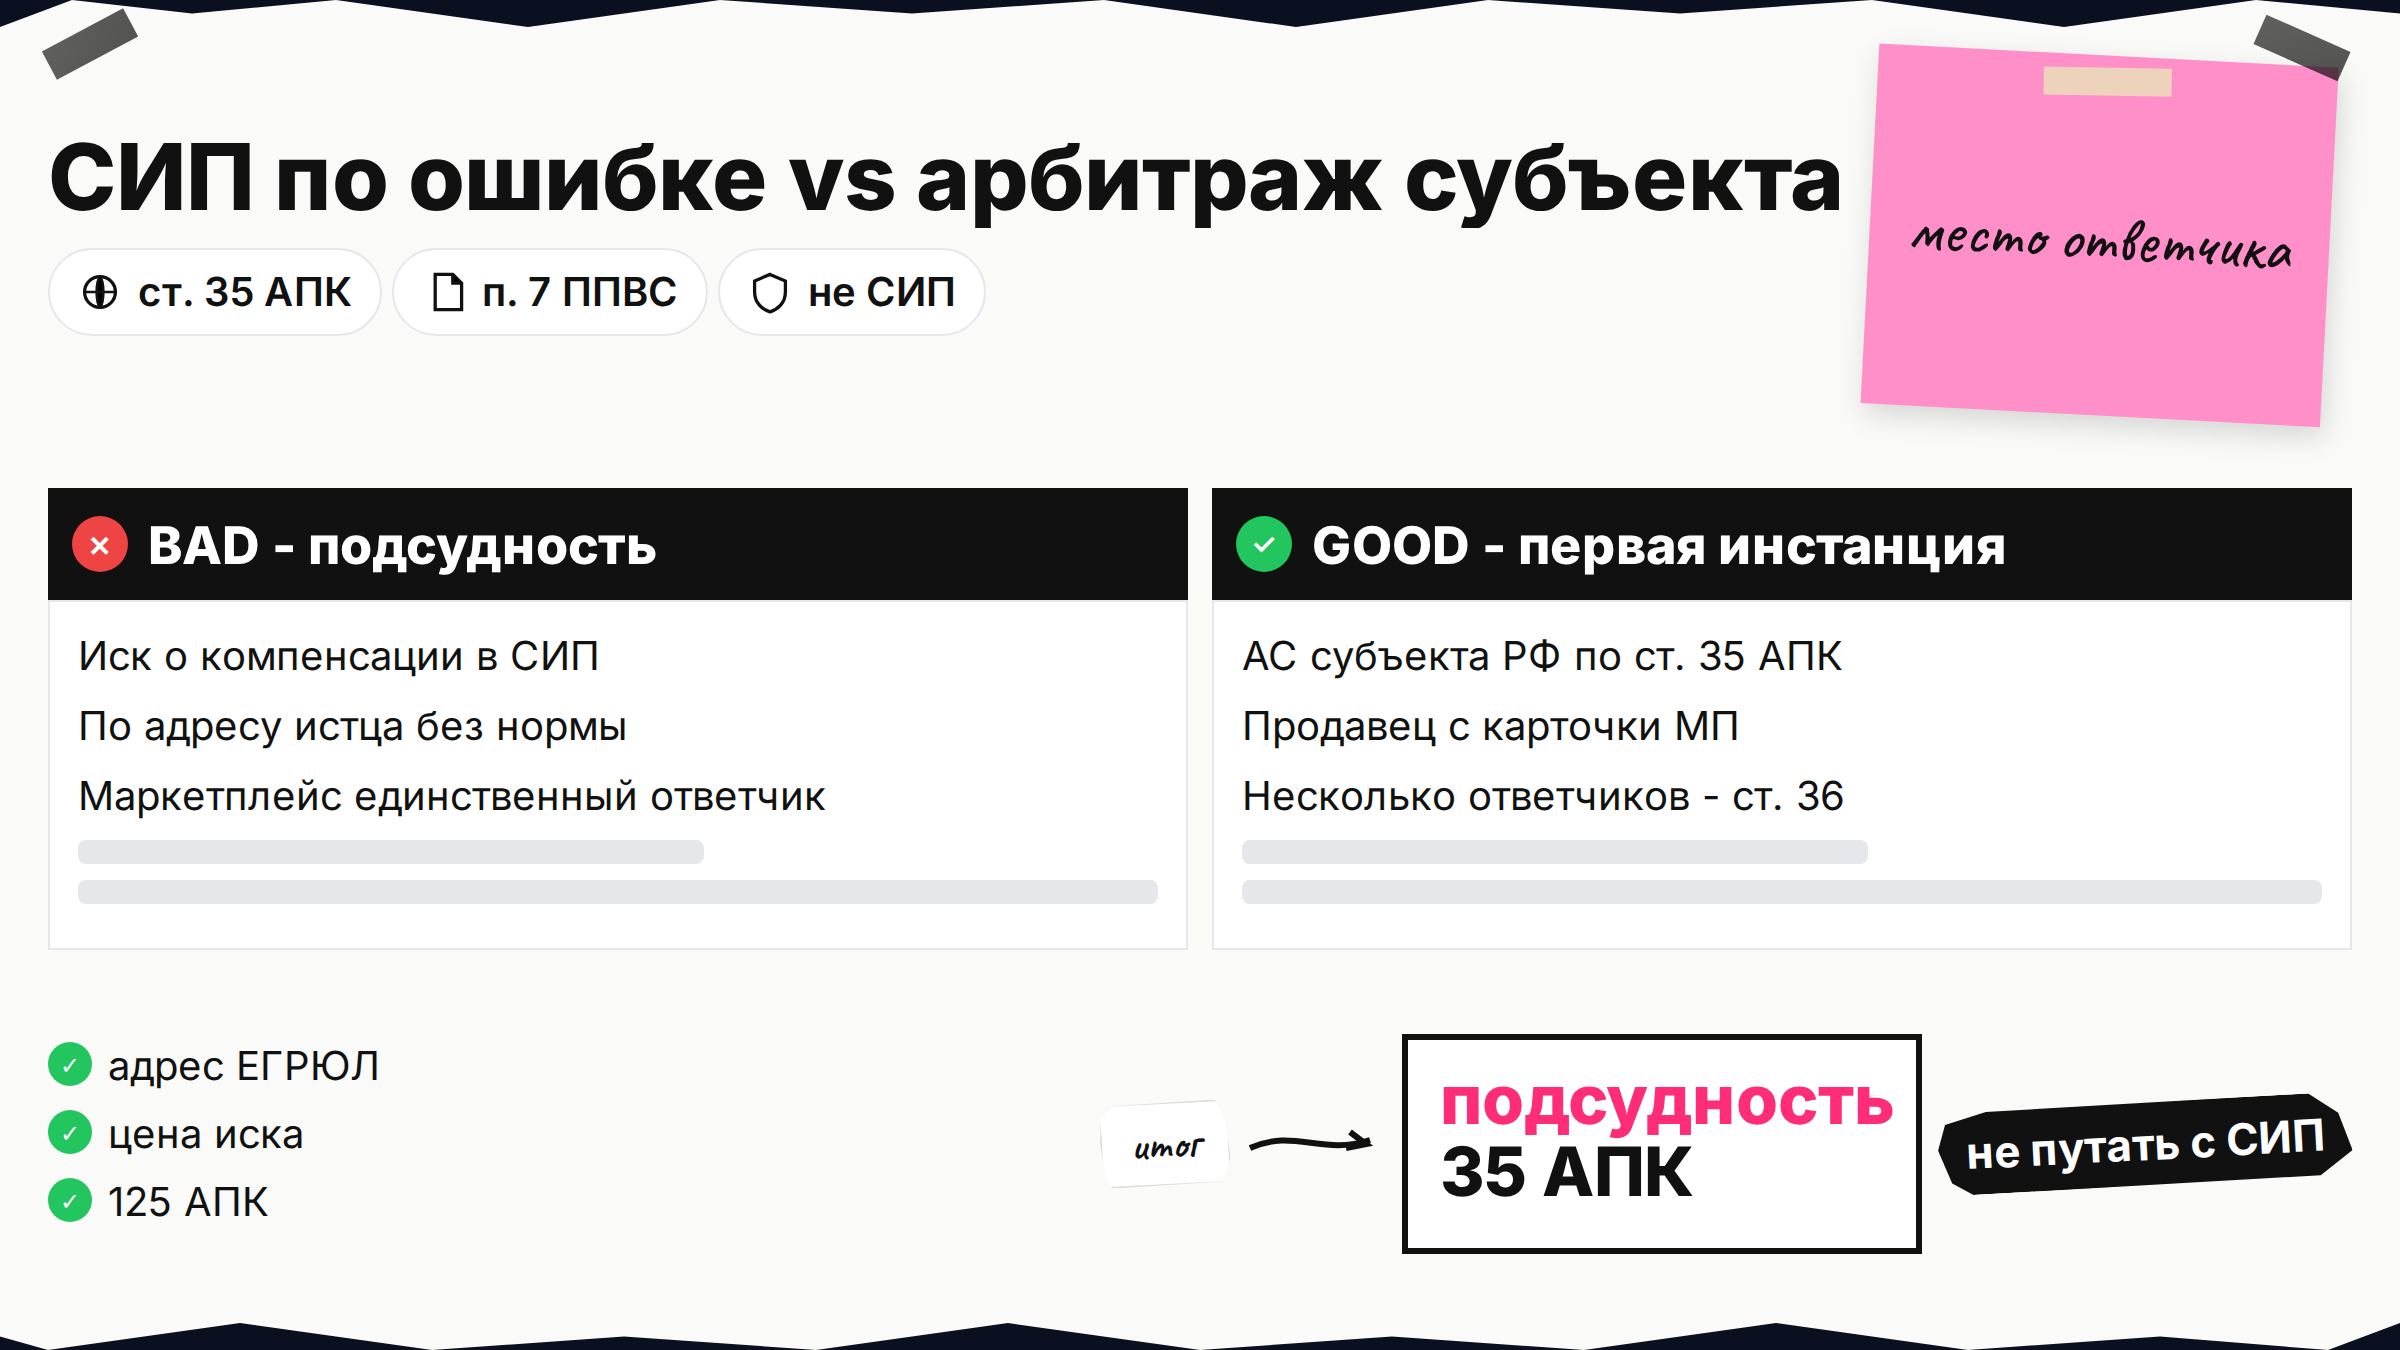 СИП по ошибке vs арбитраж субъекта
место ответчика
ст. 35 АПК
п. 7 ППВС
не СИП
BAD - подсудность
Иск о компенсации в СИП
По адресу истца без нормы
Маркетплейс единственный ответчик
GOOD - первая инстанция
АС субъекта РФ по ст. 35 АПК
Продавец с карточки МП
Несколько ответчиков - ст. 36
адрес ЕГРЮЛ
цена иска
125 АПК
итог
подсудность
35 АПК
не путать с СИП